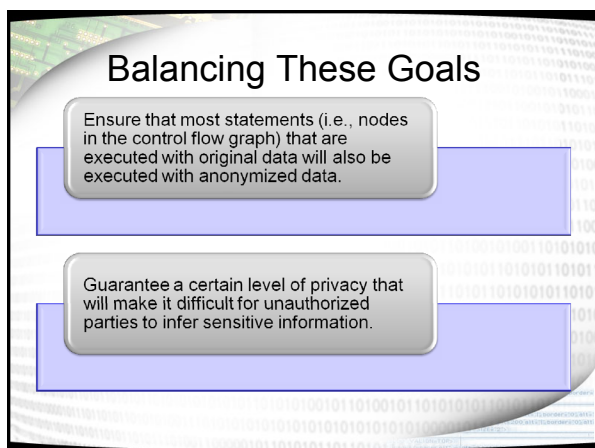 Balancing These Goals
Ensure that most statements (i.e., nodes
in the control flow graph) that are
executed with original data will also be
executed with anonymized data.
Guarantee a certain level of privacy that
will make it difficult for unauthorized
parties to infer sensitive information.